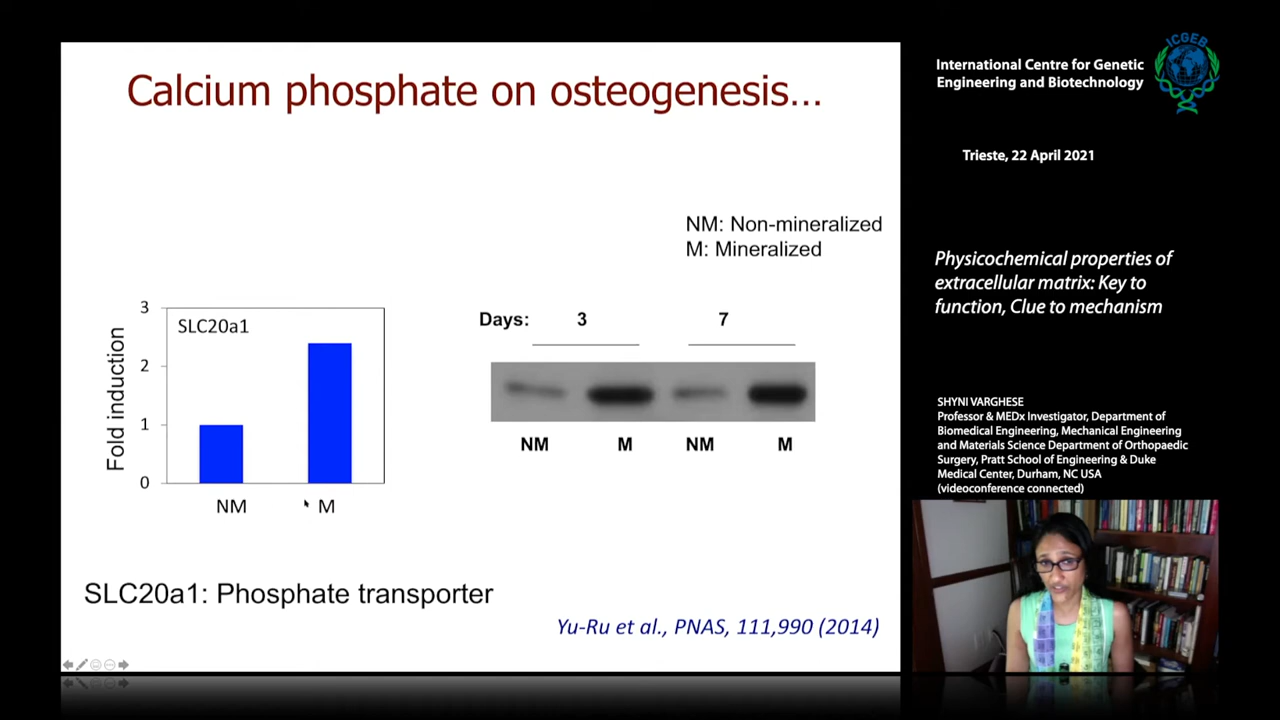 Calcium phosphate on osteogenesis...
NM: Non-mineralized
M: Mineralized
3
2
1
0
Fold induction
SLC20a1
NM
M
Days:
3
7
NM
M
NM
M
SLC20a1: Phosphate transporter
Yu-Ru et al., PNAS, 111,990 (2014)
International Centre for Genetic
Engineering and Biotechnology
ICGEB
Trieste, 22 April 2021
Physicochemical properties of
extracellular matrix: Key to
function, Clue to mechanism
SHYNI VARGHESE
Professor & MEDx Investigator, Department of
Biomedical Engineering, Mechanical Engineering
and Materials Science Department of Orthopaedic
Surgery, Pratt School of Engineering & Duke
Medical Center, Durham, NC USA
(videoconference connected)